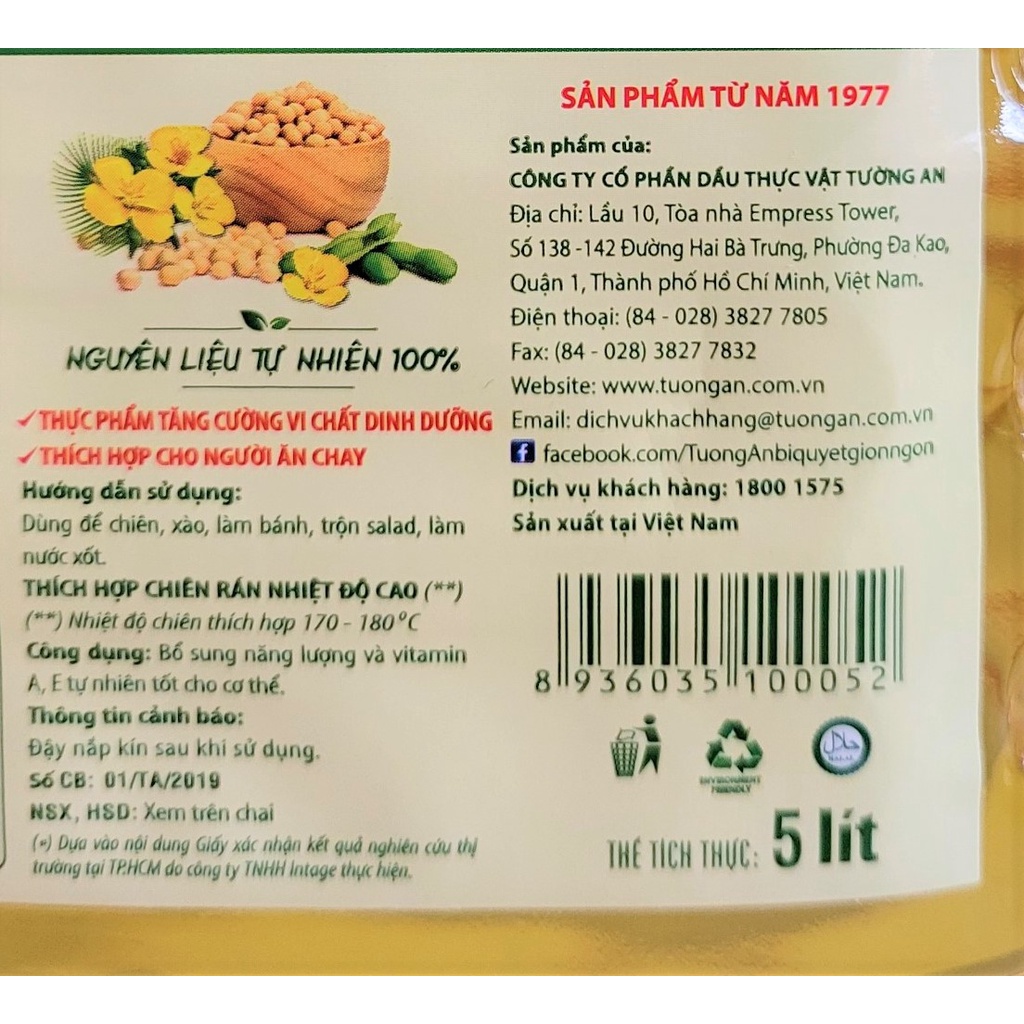 NGUYÊN LIỆU TỰ NHIÊN 100%
THỰC PHẨM TĂNG CƯỜNG VI CHẤT DINH DƯỠNG
THÍCH HỢP CHO NGƯỜI ĂN CHAY
Hướng dẫn sử dụng:
Dùng để chiên, xào, làm bánh, trộn salad, làm
nước xốt.
THÍCH HỢP CHIÊN RÁN NHIỆT ĐỘ CAO (**)
(**) Nhiệt độ chiên thích hợp 170 - 180°C
Công dụng: Bổ sung năng lượng và vitamin
A, E tự nhiên tốt cho cơ thể.
Thông tin cảnh báo:
Đậy nắp kín sau khi sử dụng.
Số CB: 01/TA/2019
NSX, HSD: Xem trên chai
(*) Dựa vào nội dung Giấy xác nhận kết quả nghiên cứu thị
trường tại TP.HCM do công ty TNHH Intage thực hiện.
SẢN PHẨM TỪ NĂM 1977
Sản phẩm của:
CÔNG TY CỔ PHẦN DẦU THỰC VẬT TƯỜNG AN
Địa chỉ: Lầu 10, Tòa nhà Empress Tower,
Số 138 -142 Đường Hai Bà Trưng, Phường Đa Kao,
Quận 1, Thành phố Hồ Chí Minh, Việt Nam.
Điện thoại: (84 - 028) 3827 7805
Fax: (84 - 028) 3827 7832
Website: www.tuongan.com.vn
Email: dichvukhachhang@tuongan.com.vn
facebook.com/TuongAnbiquyetgionngon
Dịch vụ khách hàng: 1800 1575
Sản xuất tại Việt Nam
8 936035 100052
ENVIRONMENT
FRIENDLY
حلال
HALAL
THỂ TÍCH THỰC: 5 lít